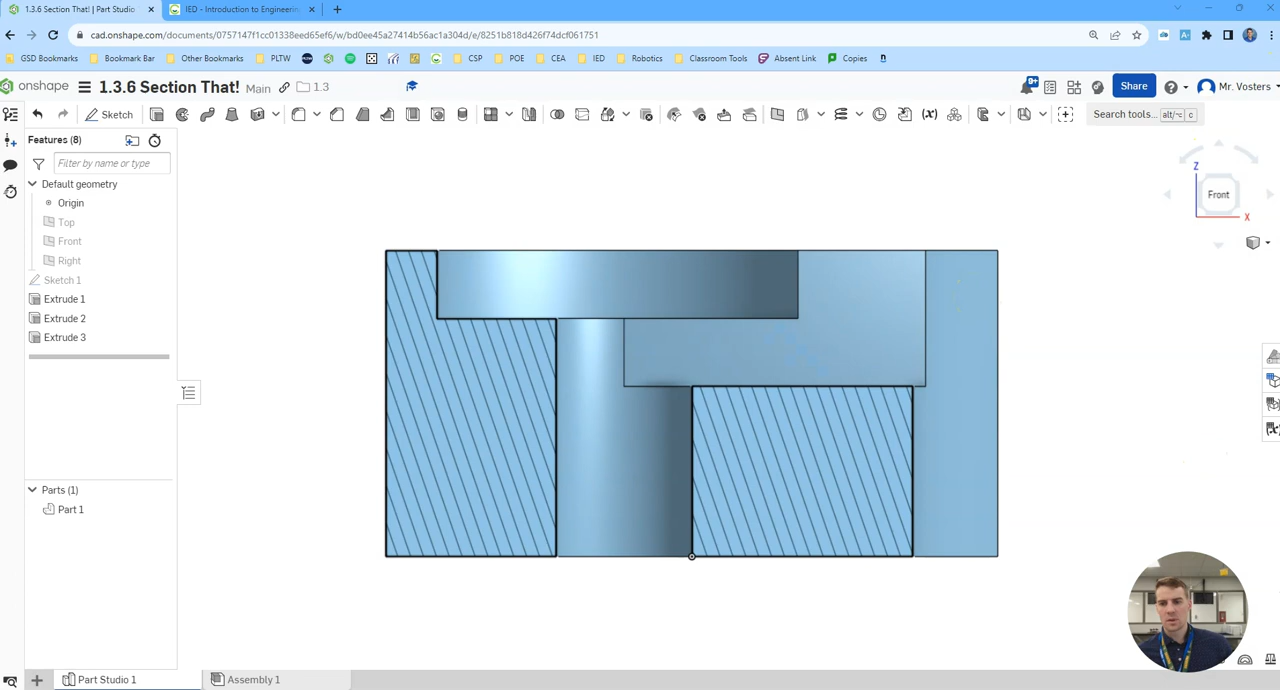 1.3.6 Section That! | Part Studio
IED - Introduction to Engineerin
cad.onshape.com/documents/0757147f1cc01338eed65ef6/w/bd0ee45a27414b56ac1a304d/e/8251b818d426f74dcf061751
GSD Bookmarks Bookmark Bar Other Bookmarks PLTW CSP POE CEA IED Robotics Classroom Tools Absent Link Copies
onshape 1.3.6 Section That! Main 1.3 9+ Share Mr. Vosters
Sketch Search tools... alt/⌥ c
Features (8)
Filter by name or type
Default geometry
Origin
Top
Front
Right
Sketch 1
Extrude 1
Extrude 2
Extrude 3
Z
Front
X
Parts (1)
Part 1
Part Studio 1 Assembly 1